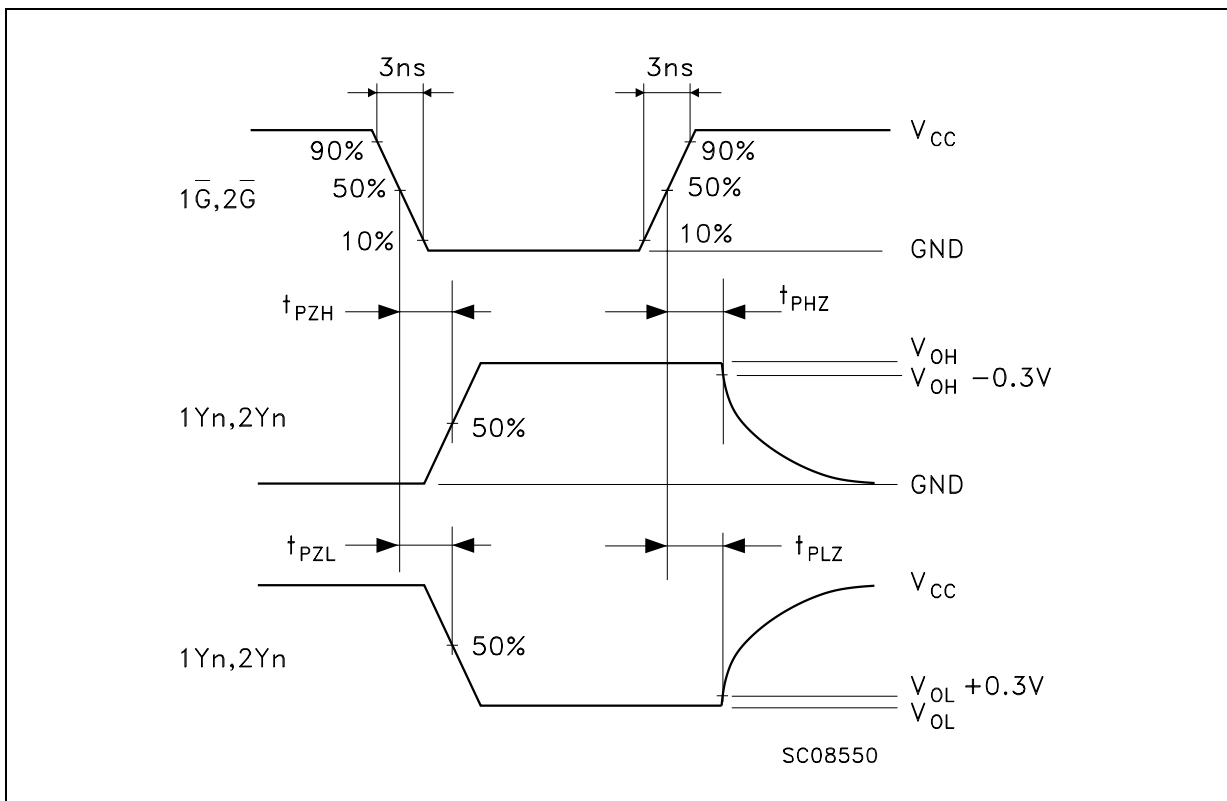 3ns 3ns
V_CC
90% 90%
1G̅,2G̅ 50% 50%
10% 10%
GND
t_PZH t_PHZ
V_OH
V_OH −0.3V
1Yn,2Yn 50%
GND
t_PZL t_PLZ
V_CC
1Yn,2Yn 50%
V_OL +0.3V
V_OL
SC08550